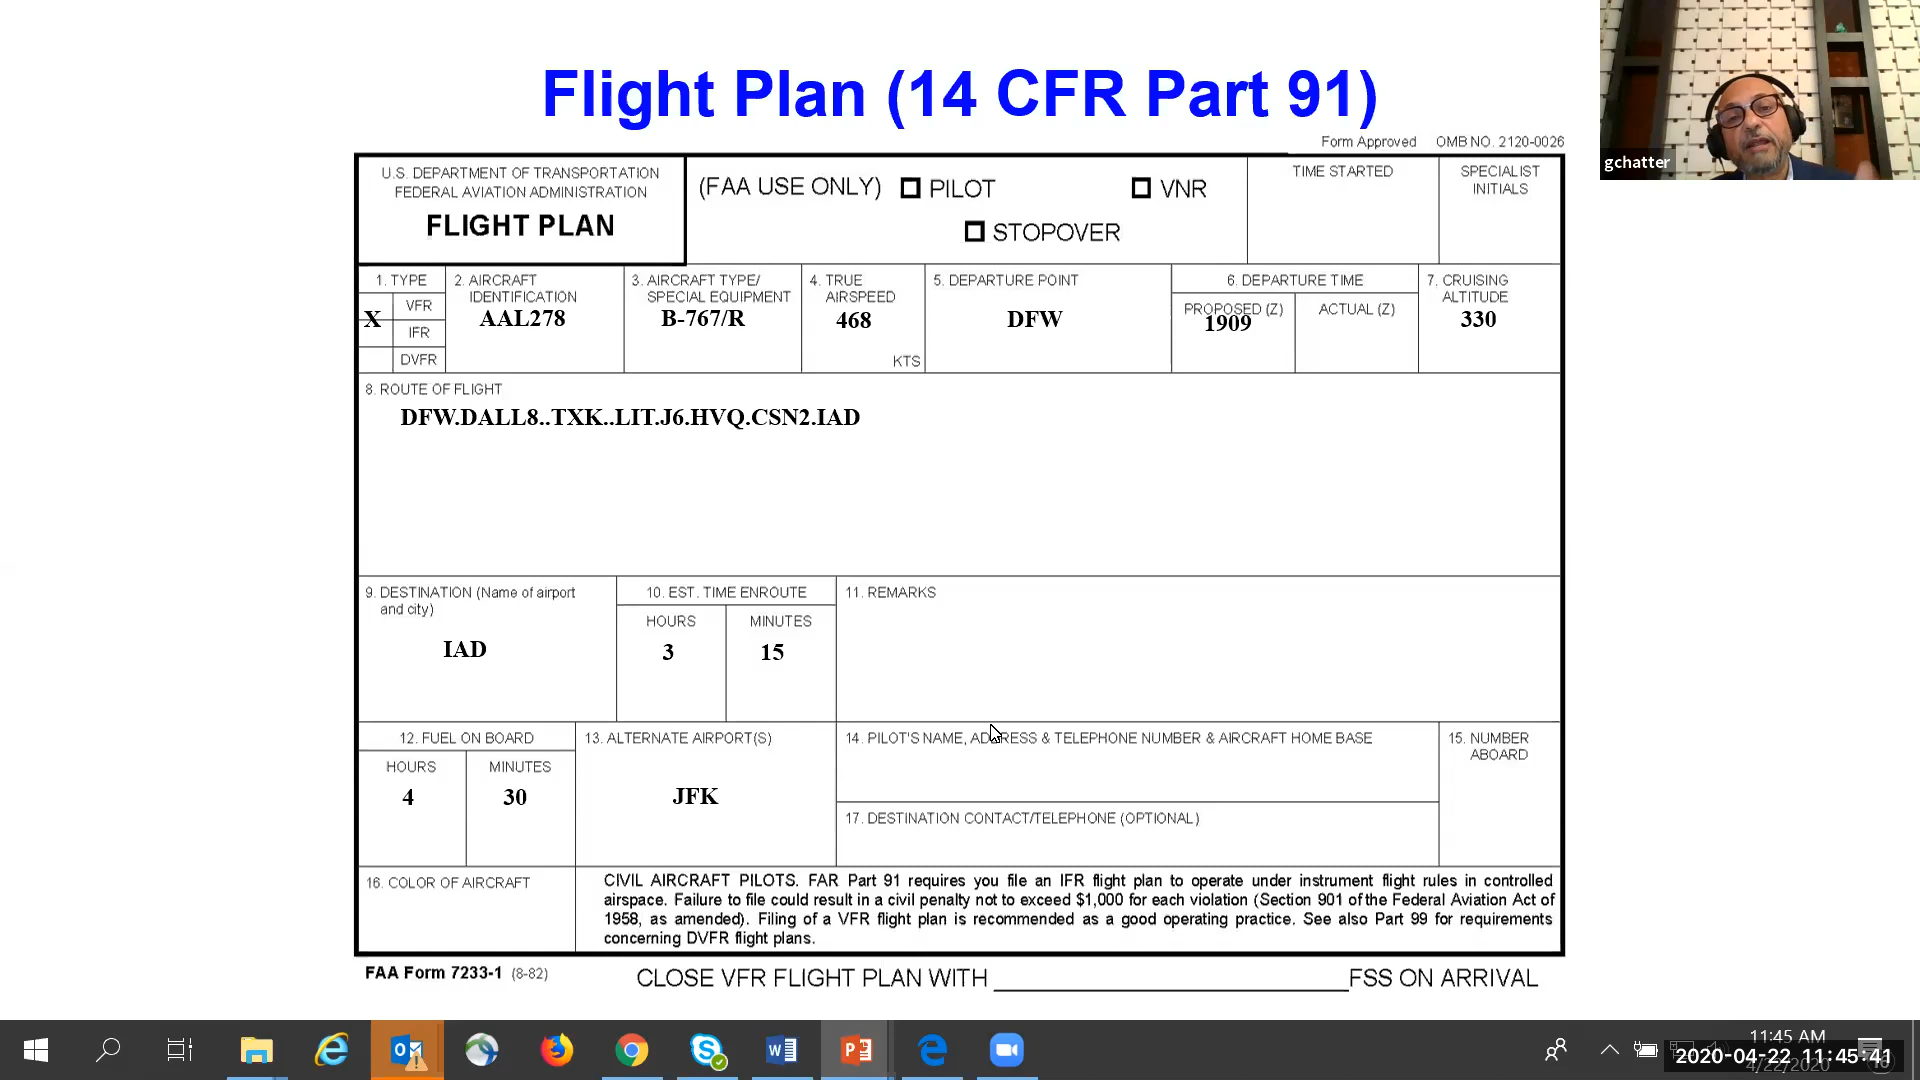 Flight Plan (14 CFR Part 91)
Form Approved OMB NO. 2120-0026
gchatter
U.S. DEPARTMENT OF TRANSPORTATION
FEDERAL AVIATION ADMINISTRATION
FLIGHT PLAN
(FAA USE ONLY) PILOT VNR
STOPOVER
TIME STARTED
SPECIALIST
INITIALS
1. TYPE
VFR
X
IFR
DVFR
2. AIRCRAFT
IDENTIFICATION
AAL278
3. AIRCRAFT TYPE/
SPECIAL EQUIPMENT
B-767/R
4. TRUE
AIRSPEED
468
KTS
5. DEPARTURE POINT
DFW
6. DEPARTURE TIME
PROPOSED (Z)
1909
ACTUAL (Z)
7. CRUISING
ALTITUDE
330
8. ROUTE OF FLIGHT
DFW.DALL8..TXK..LIT.J6.HVQ.CSN2.IAD
9. DESTINATION (Name of airport
and city)
IAD
10. EST. TIME ENROUTE
HOURS MINUTES
3 15
11. REMARKS
12. FUEL ON BOARD
HOURS MINUTES
4 30
13. ALTERNATE AIRPORT(S)
JFK
14. PILOT'S NAME, ADDRESS & TELEPHONE NUMBER & AIRCRAFT HOME BASE
17. DESTINATION CONTACT/TELEPHONE (OPTIONAL)
15. NUMBER
ABOARD
16. COLOR OF AIRCRAFT
CIVIL AIRCRAFT PILOTS. FAR Part 91 requires you file an IFR flight plan to operate under instrument flight rules in controlled
airspace. Failure to file could result in a civil penalty not to exceed $1,000 for each violation (Section 901 of the Federal Aviation Act of
1958, as amended). Filing of a VFR flight plan is recommended as a good operating practice. See also Part 99 for requirements
concerning DVFR flight plans.
FAA Form 7233-1 (8-82)
CLOSE VFR FLIGHT PLAN WITH FSS ON ARRIVAL
11:45 AM
2020-04-22 11:45:41
4/22/2020